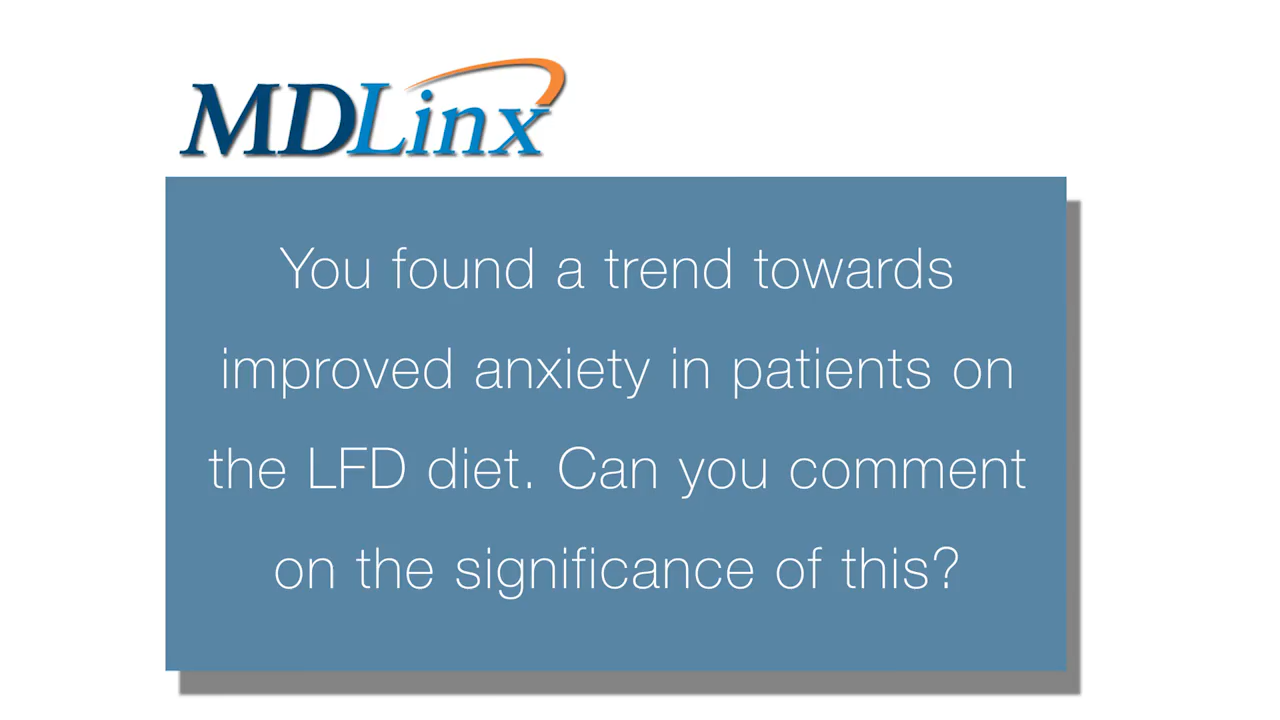 MDLinx
You found a trend towards
improved anxiety in patients on
the LFD diet. Can you comment
on the significance of this?